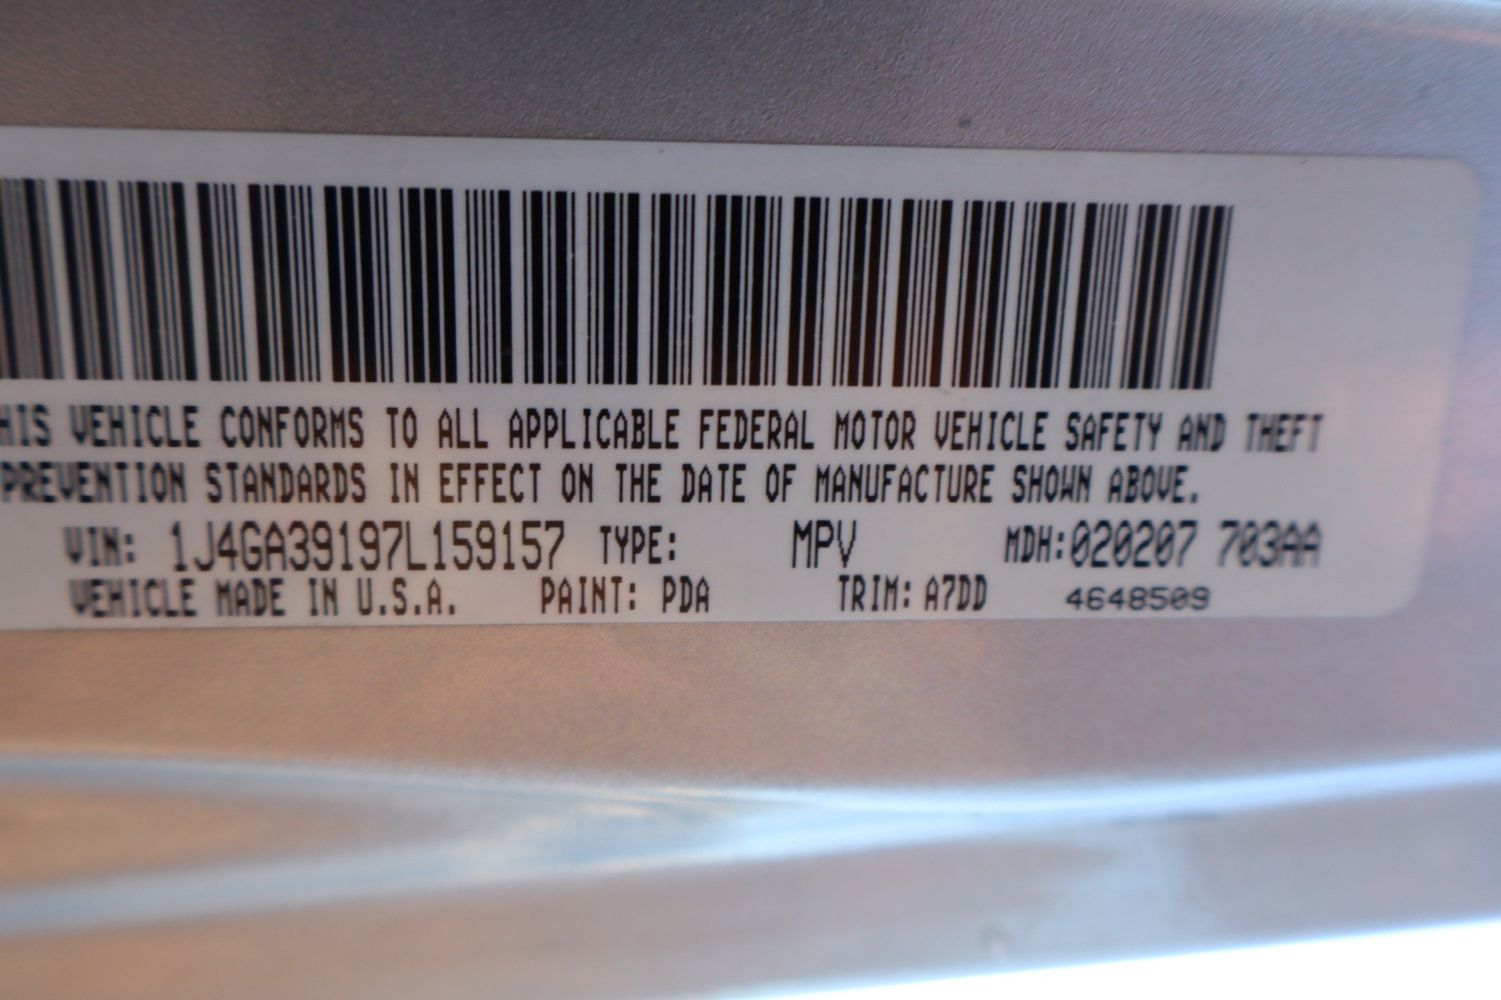 HIS VEHICLE CONFORMS TO ALL APPLICABLE FEDERAL MOTOR VEHICLE SAFETY AND THEFT
PREVENTION STANDARDS IN EFFECT ON THE DATE OF MANUFACTURE SHOWN ABOVE.
VIN: 1J4GA39197L159157 TYPE: MPV MDH:020207 703AA
VEHICLE MADE IN U.S.A. PAINT: PDA TRIM: A7DD 4648509